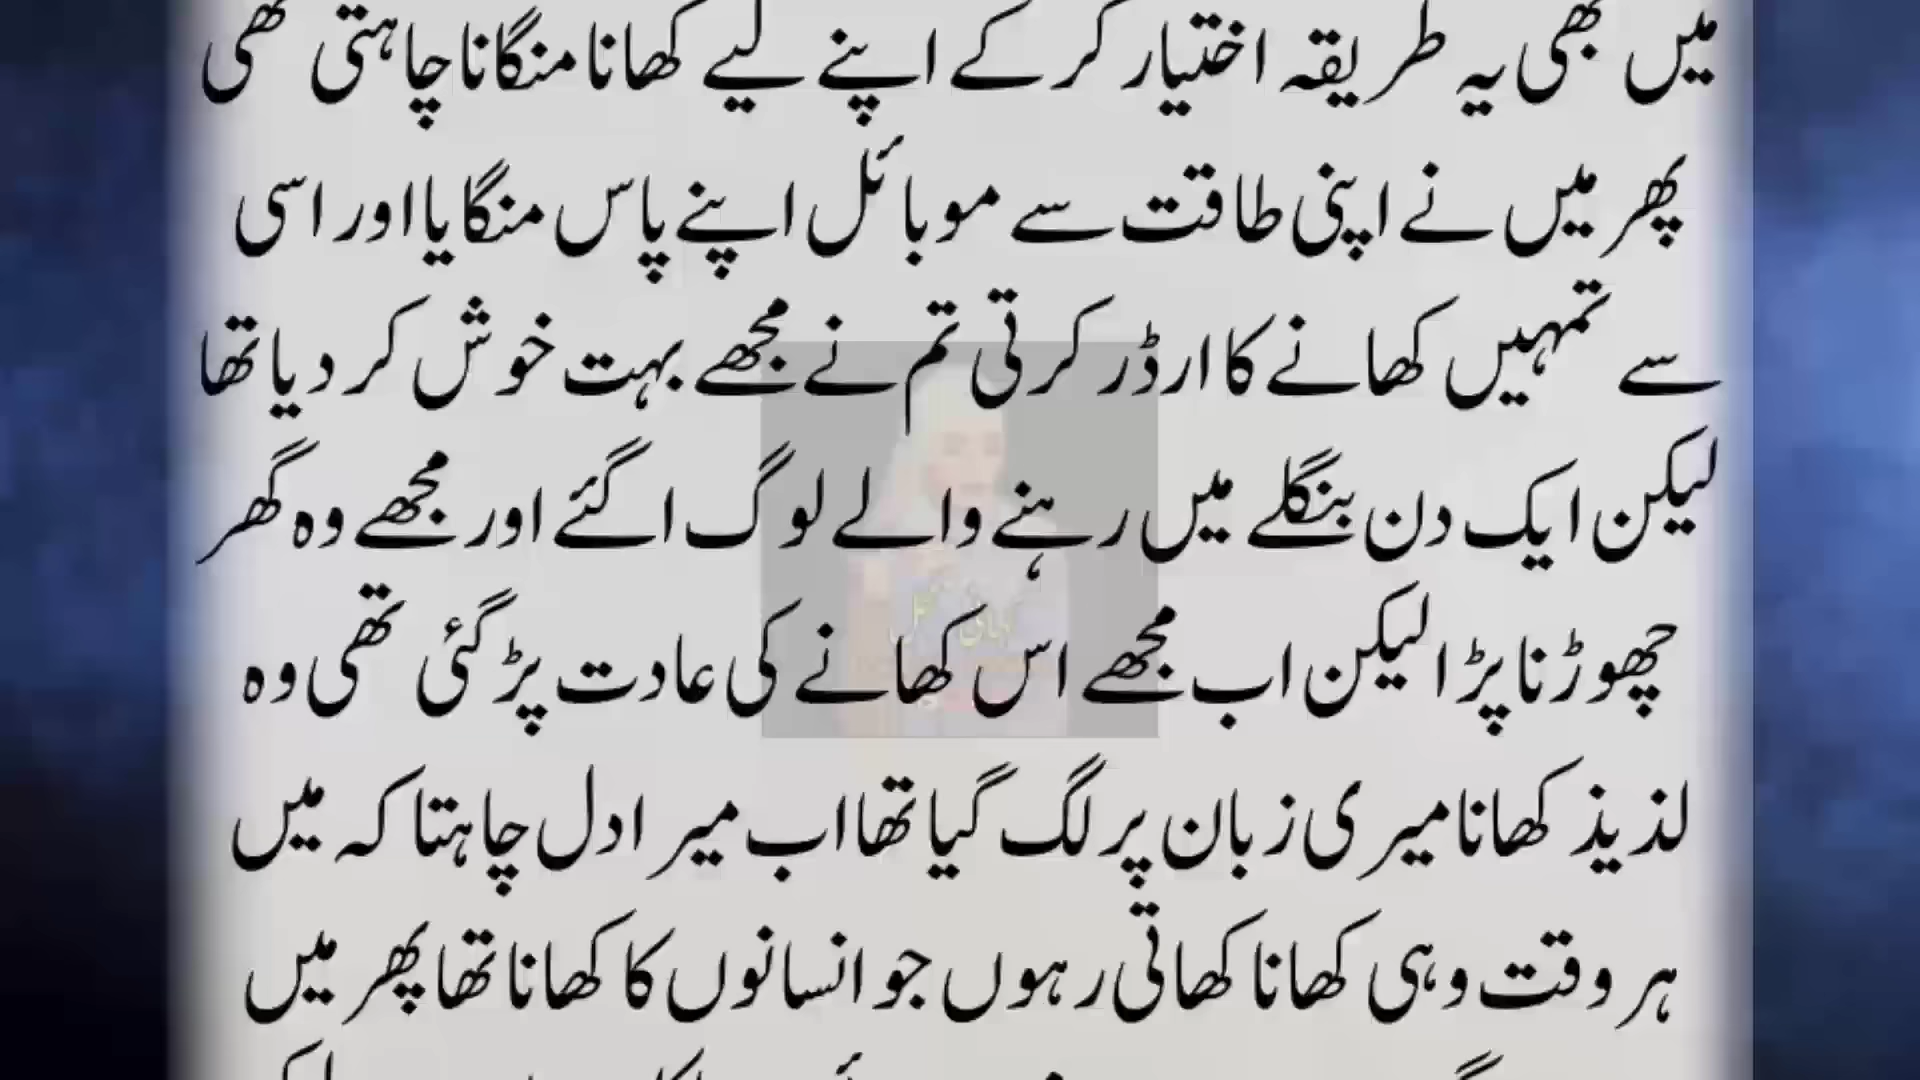 میں بھی یہ طریقہ اختیار کر کے اپنے لیے کھانا منگانا چاہتی تھی
پھر میں نے اپنی طاقت سے موبائل اپنے پاس منگایا اور اسی
سے تمہیں کھانے کا ارڈر کرتی تم نے مجھے بہت خوش کر دیا تھا
لیکن ایک دن بنگلے میں رہنے والے لوگ اگئے اور مجھے وہ گھر
چھوڑنا پڑا لیکن اب مجھے اس کھانے کی عادت پڑ گئی تھی وہ
لذیذ کھانا میری زبان پر لگ گیا تھا اب میرا دل چاہتا کہ میں
ہر وقت وہی کھانا کھاتی رہوں جو انسانوں کا کھانا تھا پھر میں